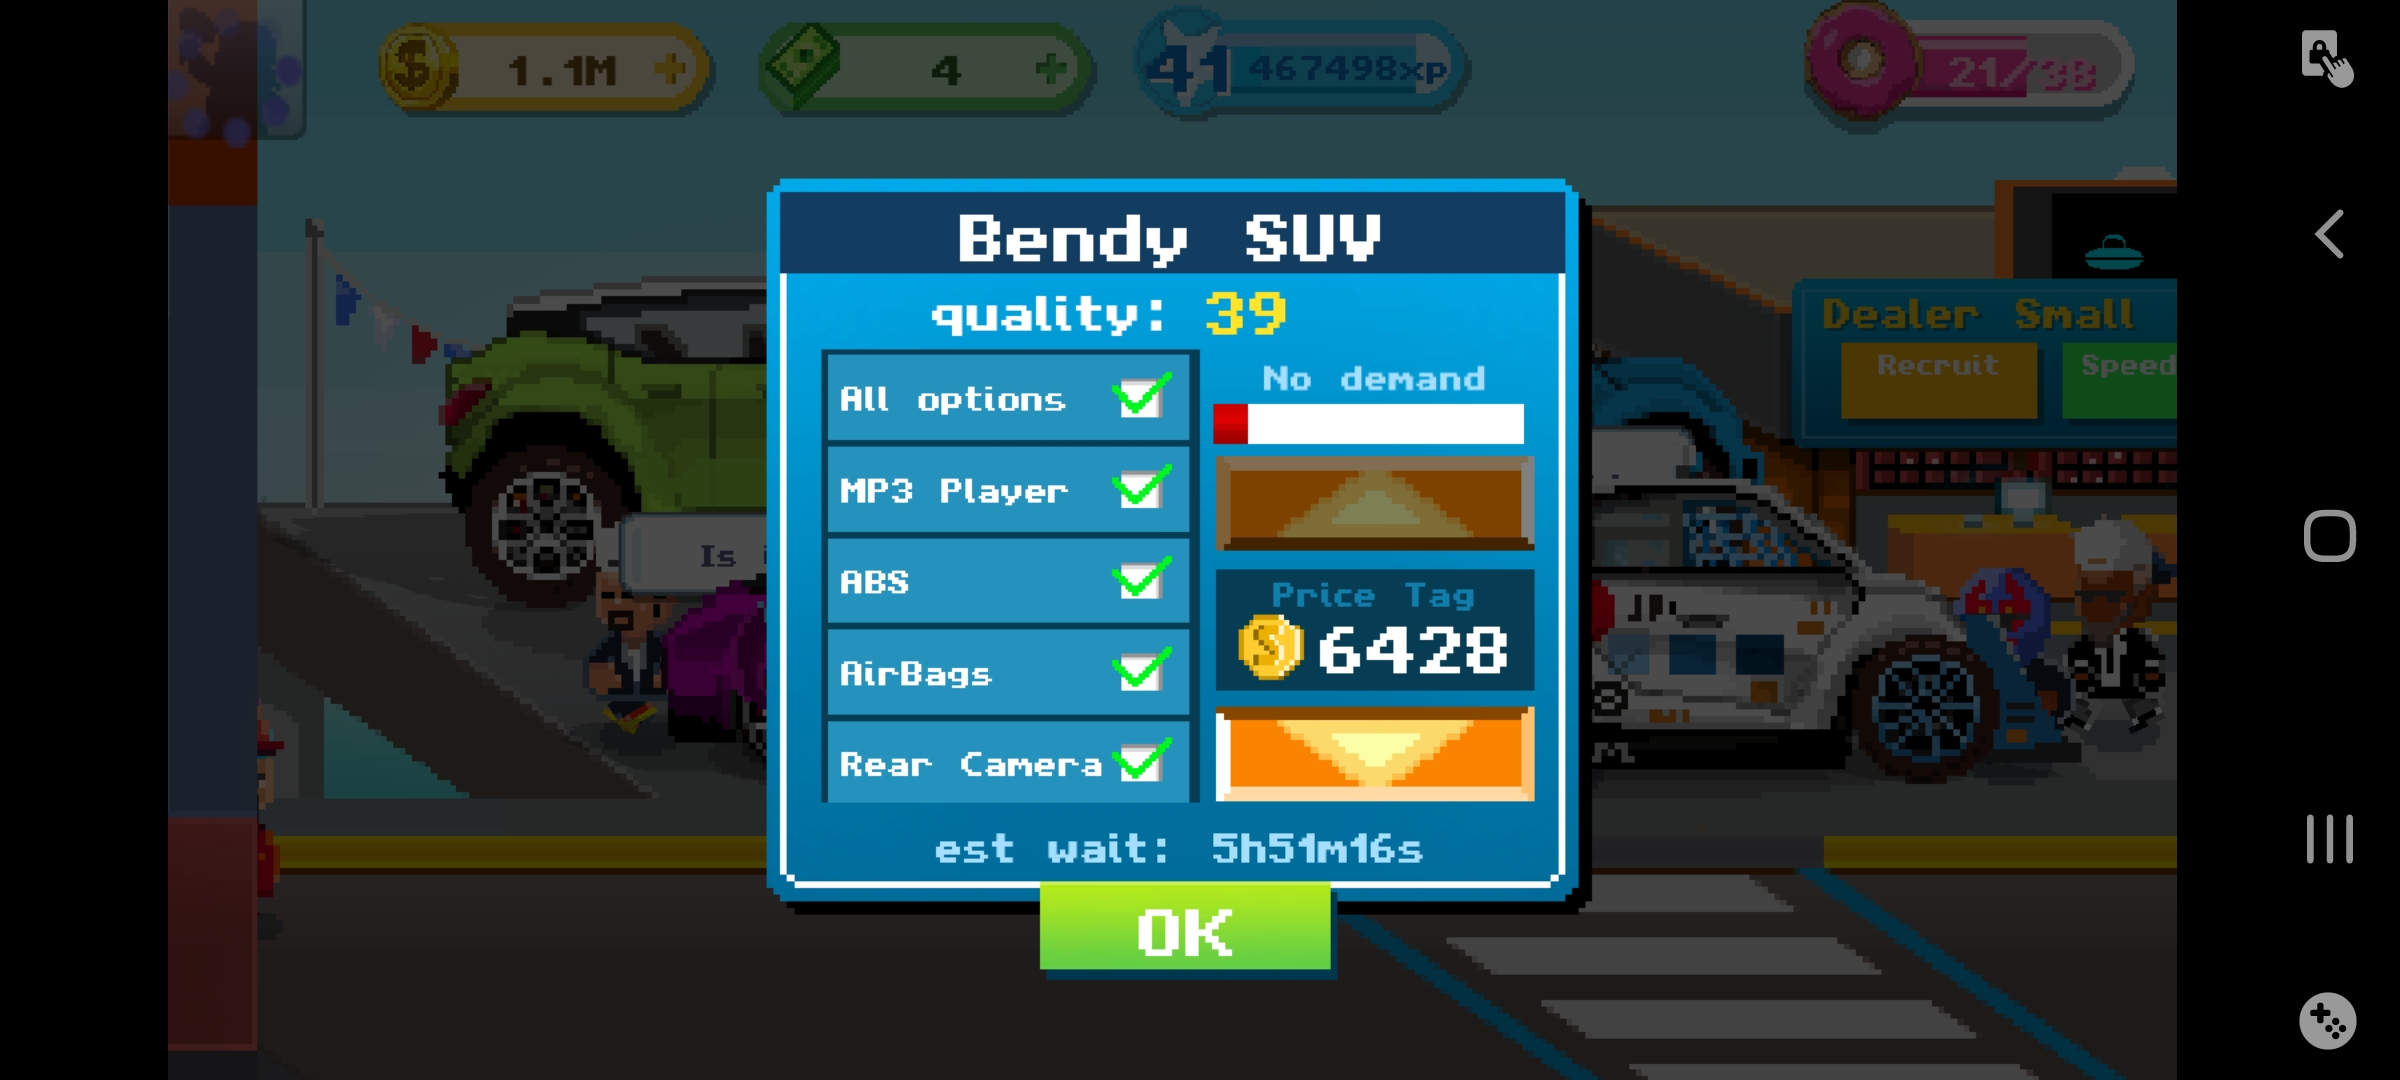 1.1M
4
41 467498xp
21/38
Bendy SUV
quality: 39
All options
MP3 Player
ABS
AirBags
Rear Camera
No demand
Price Tag
6428
est wait: 5h51m16s
OK
Dealer Small
Recruit
Speed
Is